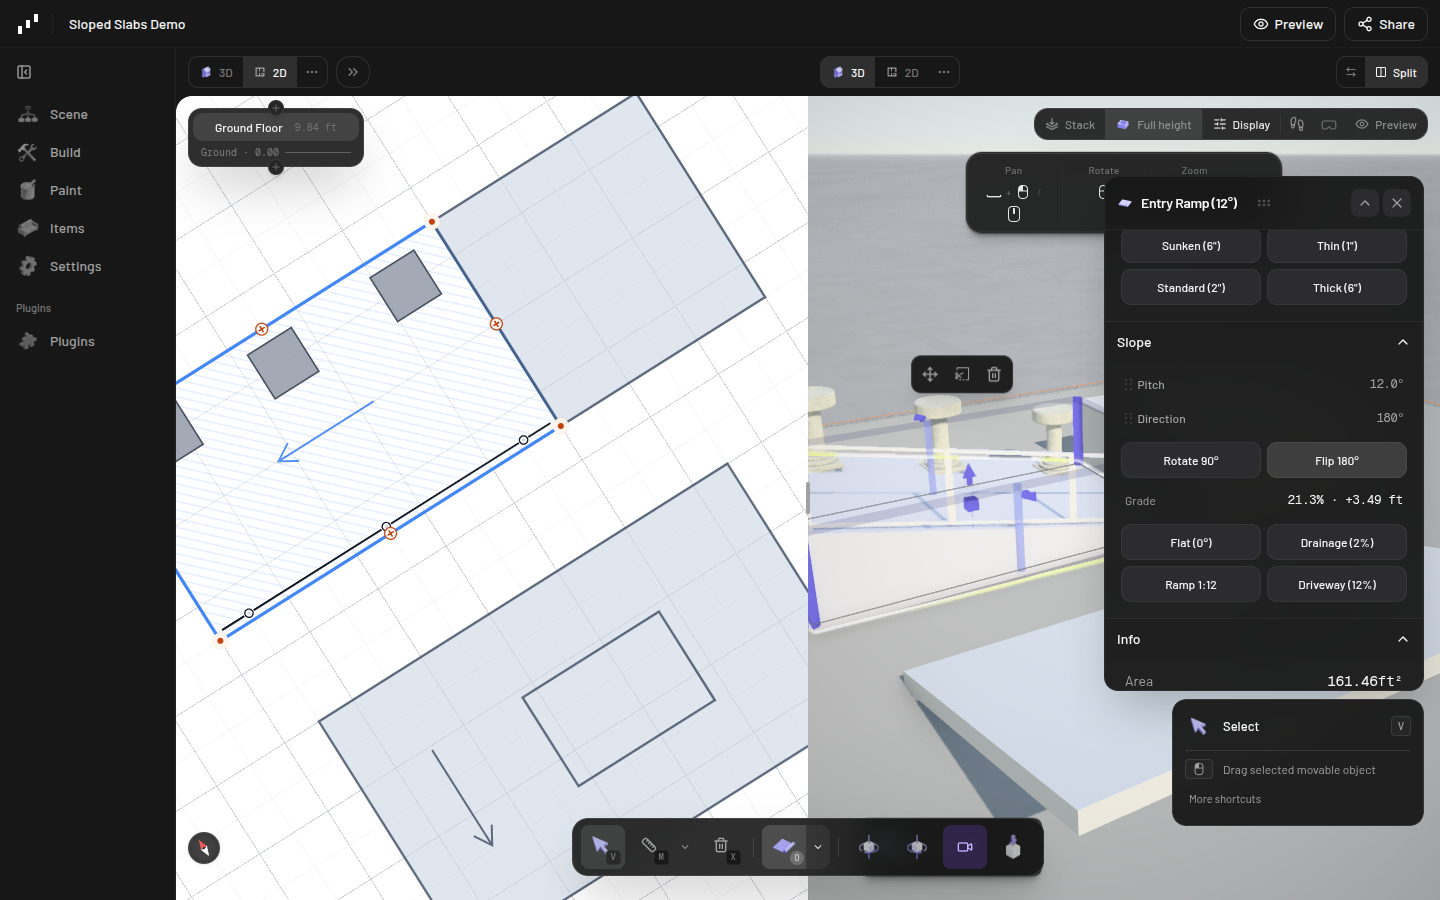 Sloped Slabs Demo
Preview
Share
3D
2D
3D
2D
Split
Scene
Build
Paint
Items
Settings
Plugins
Plugins
Ground Floor 9.84 ft
Ground · 0.00
Stack
Full height
Display
Preview
Pan
Rotate
Zoom
Entry Ramp (12°)
Sunken (6")
Thin (1")
Standard (2")
Thick (6")
Slope
Pitch 12.0°
Direction 180°
Rotate 90°
Flip 180°
Grade 21.3% · +3.49 ft
Flat (0°)
Drainage (2%)
Ramp 1:12
Driveway (12%)
Info
Area 161.46ft²
Select V
Drag selected movable object
More shortcuts
V
M
X
0